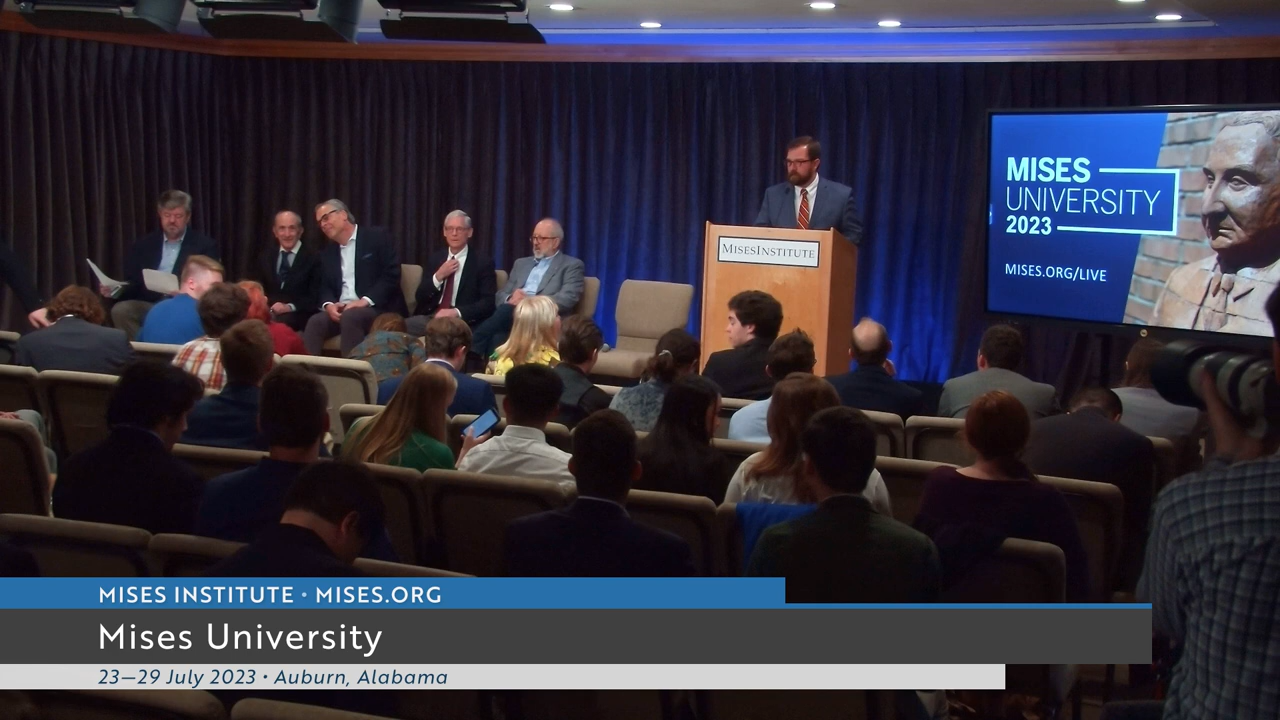 MISESINSTITUTE
MISES
UNIVERSITY
2023
MISES.ORG/LIVE
MISES INSTITUTE • MISES.ORG
Mises University
23—29 July 2023 • Auburn, Alabama